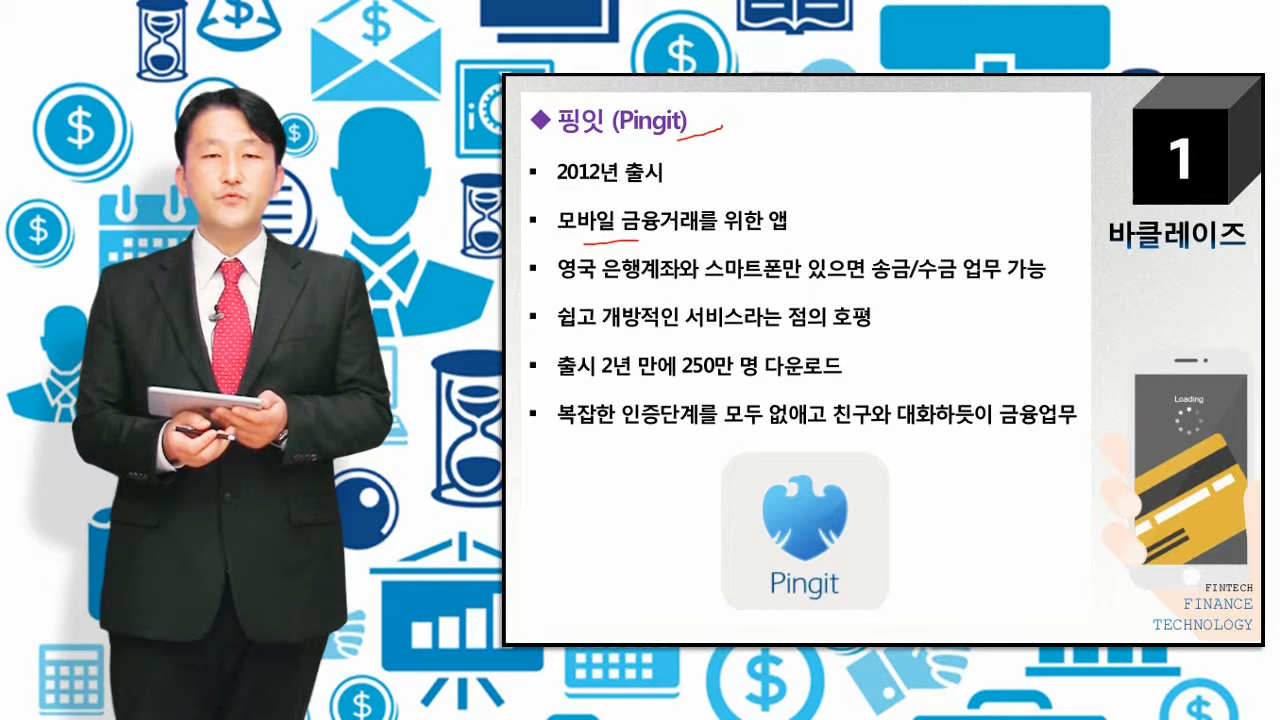 ◆ 핑잇 (Pingit)
▪ 2012년 출시
▪ 모바일 금융거래를 위한 앱
▪ 영국 은행계좌와 스마트폰만 있으면 송금/수금 업무 가능
▪ 쉽고 개방적인 서비스라는 점의 호평
▪ 출시 2년 만에 250만 명 다운로드
▪ 복잡한 인증단계를 모두 없애고 친구와 대화하듯이 금융업무
Pingit
1
바클레이즈
Loading
FINTECH
FINANCE
TECHNOLOGY